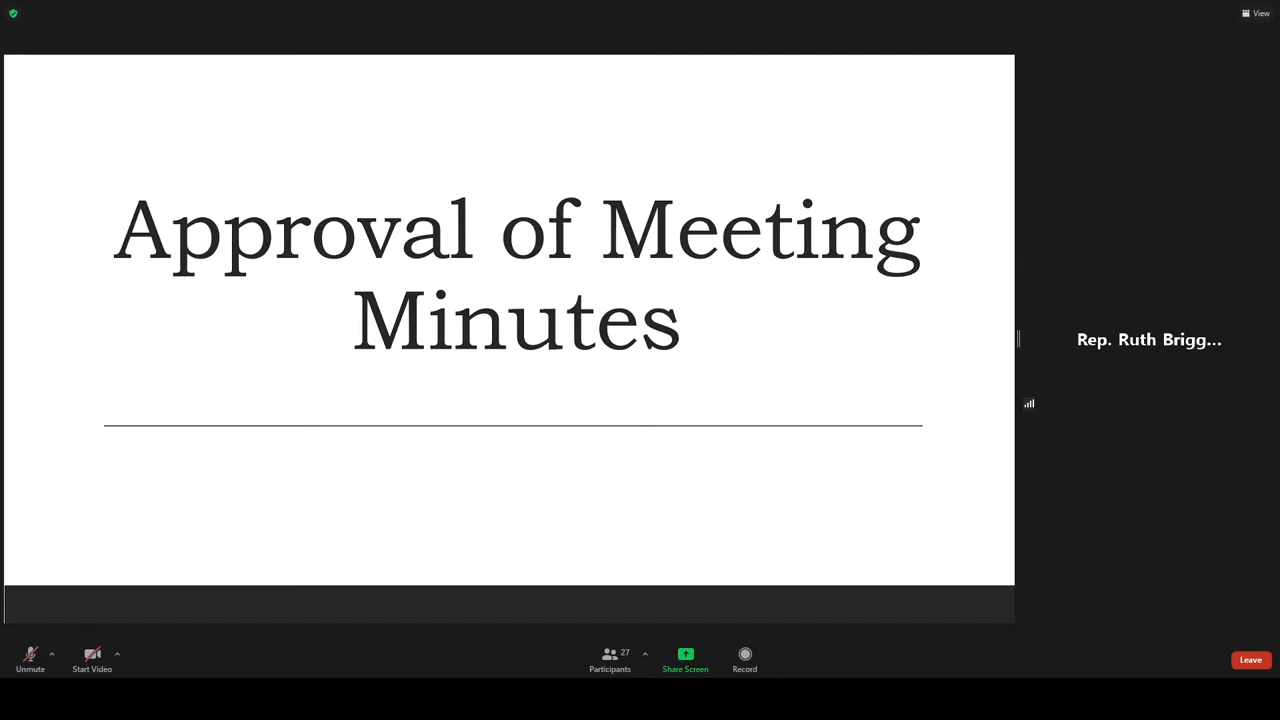 View
Approval of Meeting
Minutes
Rep. Ruth Brigg...
Unmute
Start Video
27
Participants
Share Screen
Record
Leave